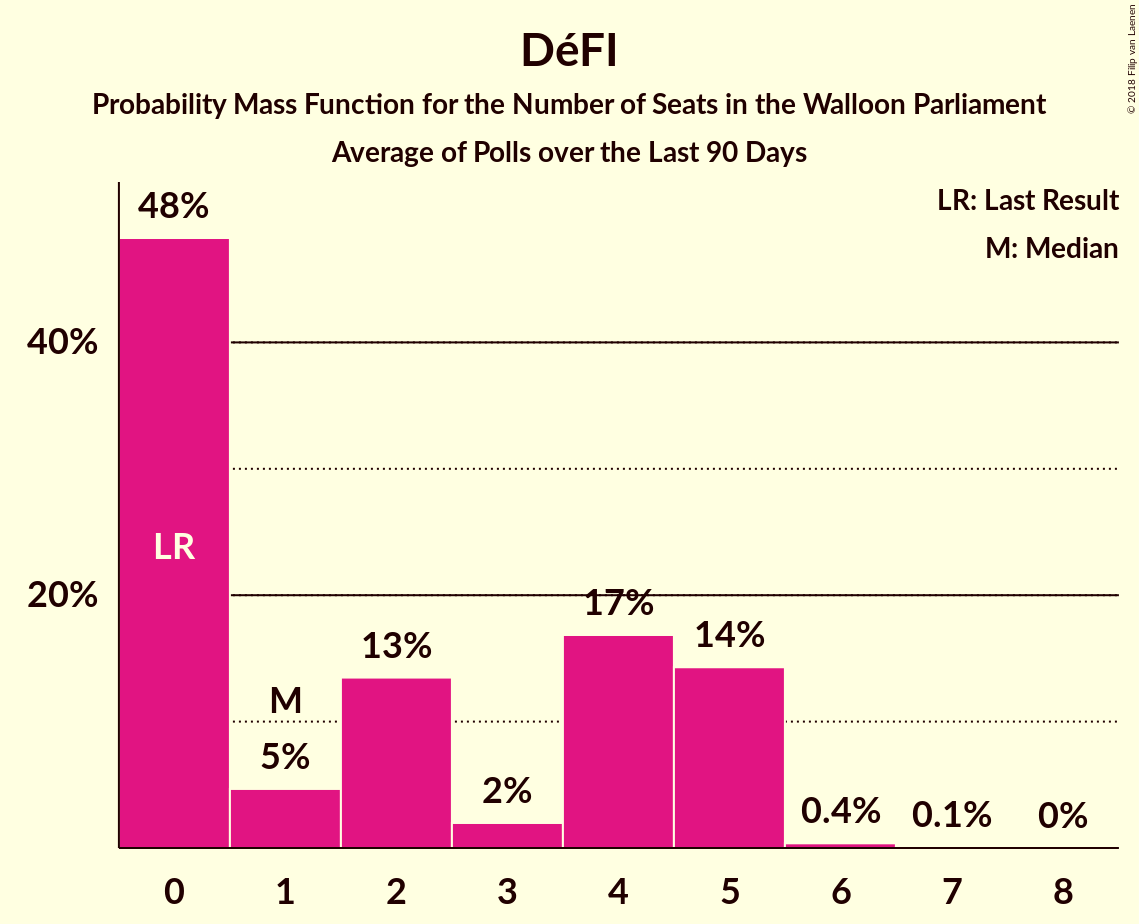 DéFI
Probability Mass Function for the Number of Seats in the Walloon Parliament
Average of Polls over the Last 90 Days
© 2018 Filip van Laenen
LR: Last Result
M: Median
48%
40%
LR
20%
17%
14%
13%
M
5%
2%
0.4%
0.1%
0%
0 1 2 3 4 5 6 7 8